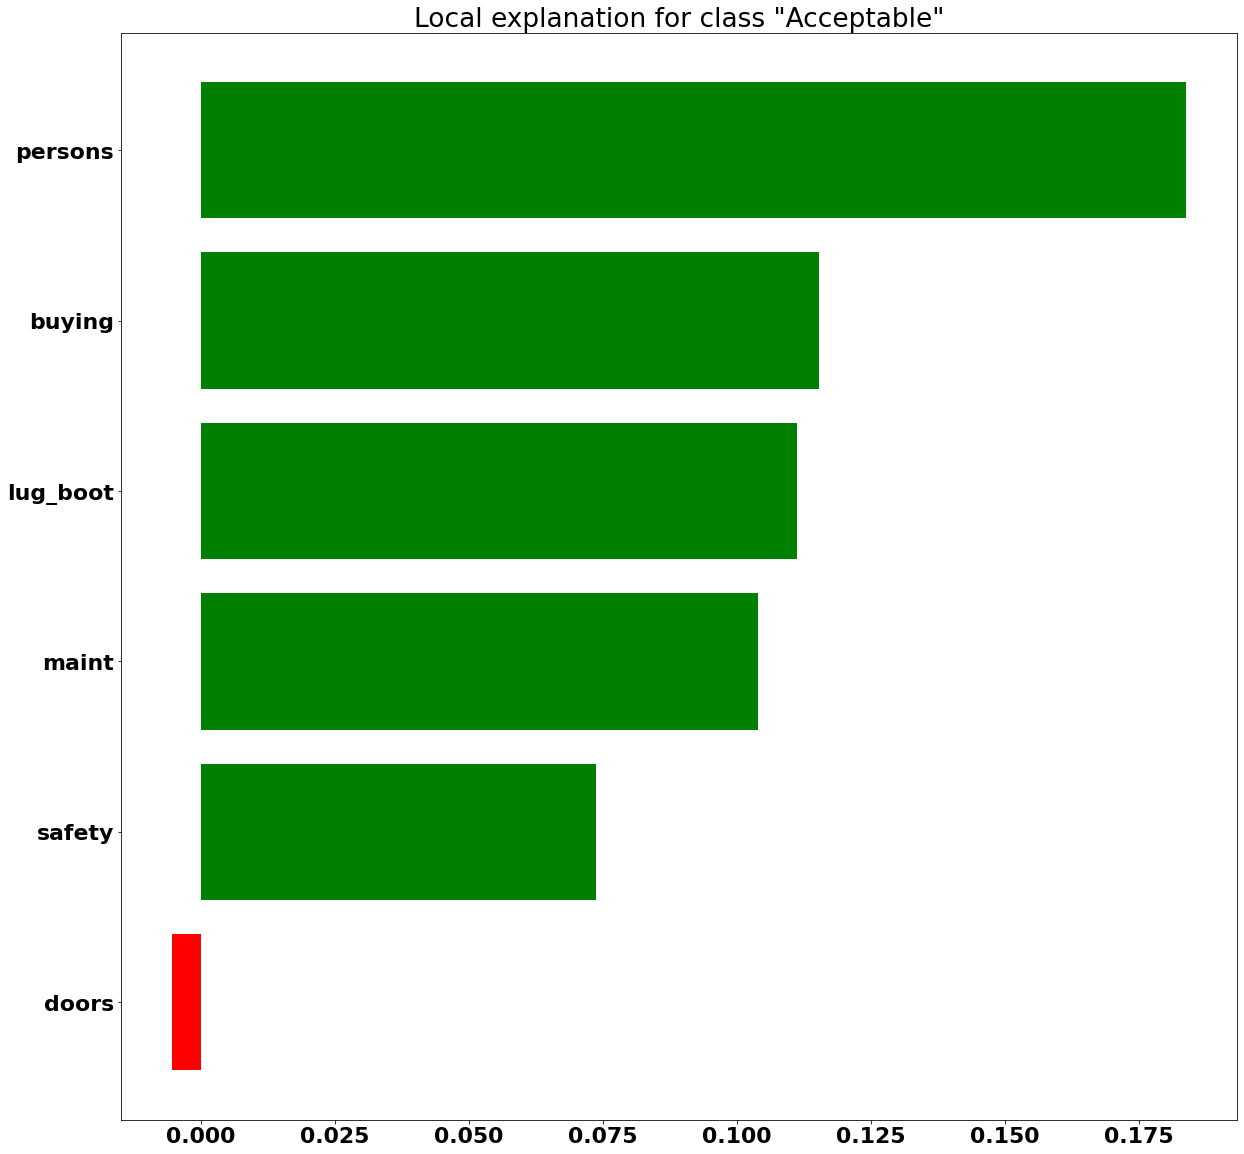 Local explanation for class "Acceptable"
persons
buying
lug_boot
maint
safety
doors
0.000 0.025 0.050 0.075 0.100 0.125 0.150 0.175